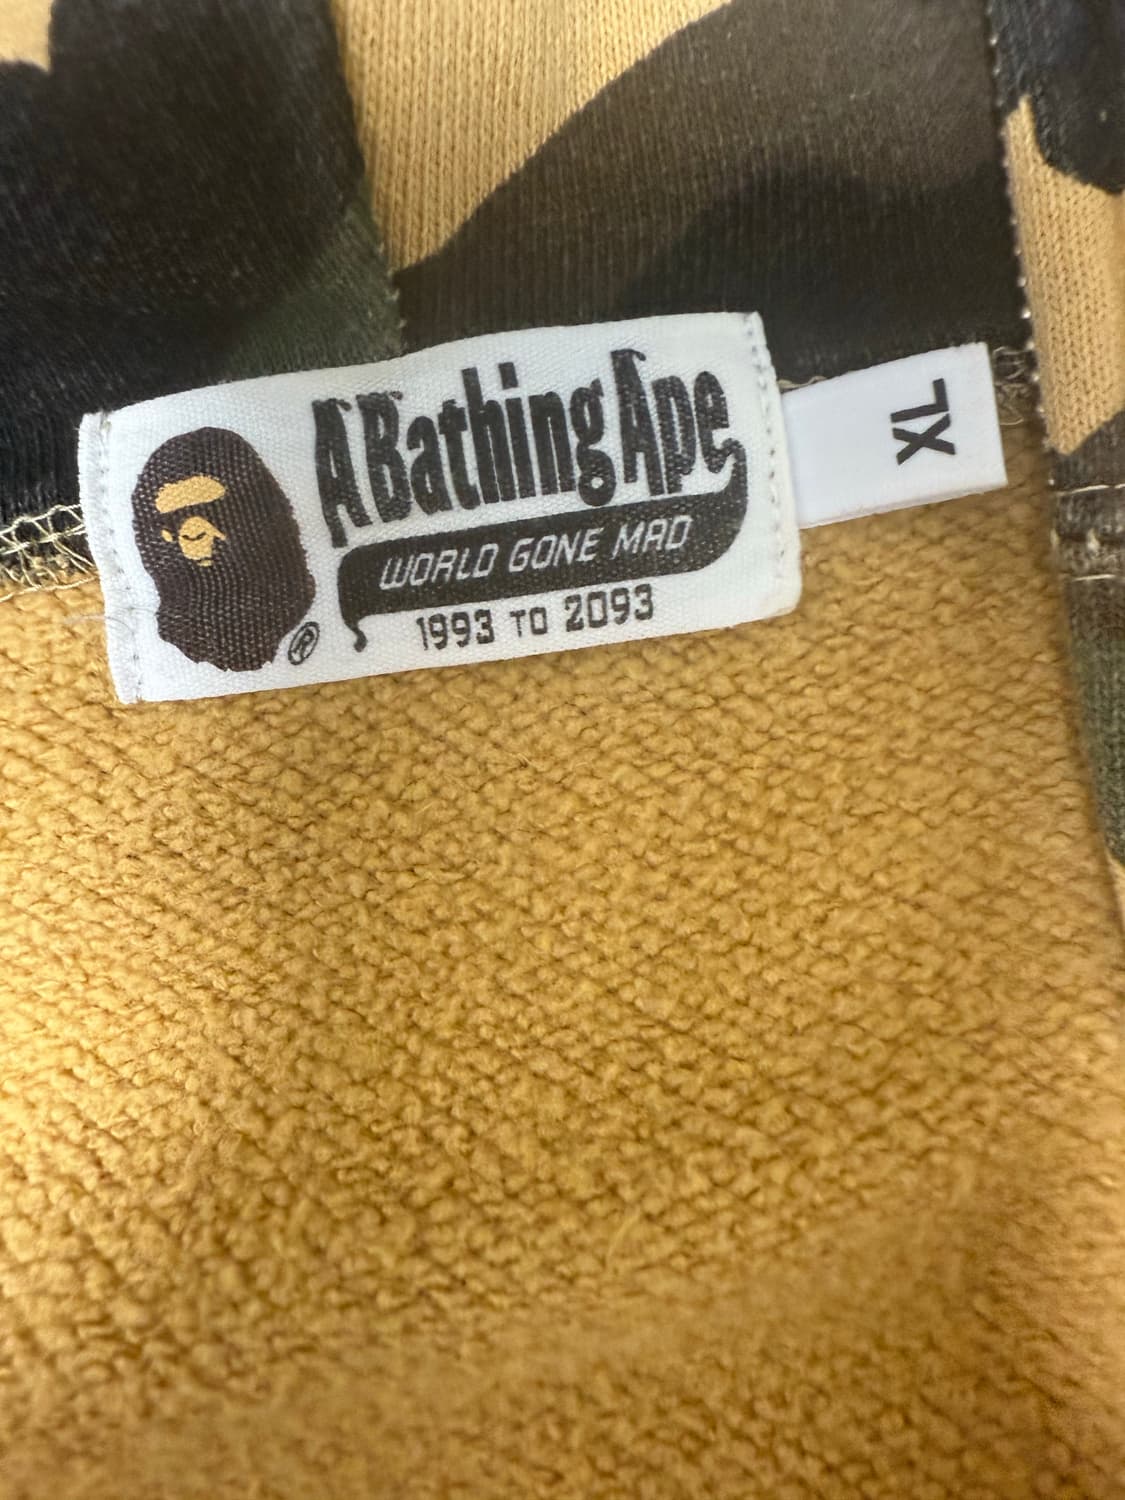 A Bathing Ape
WORLD GONE MAD
1993 TO 2093
®
XL